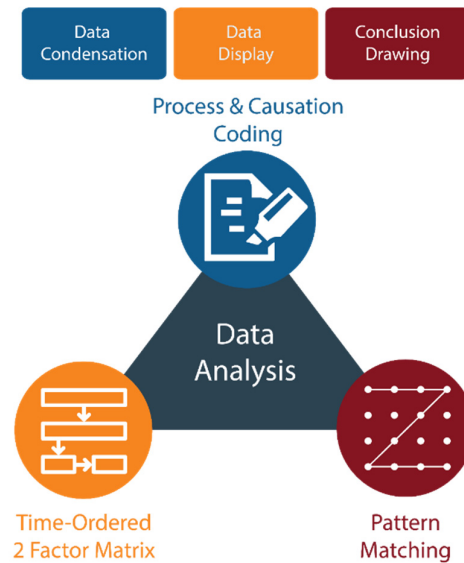 Data
Condensation
Data
Display
Conclusion
Drawing
Process & Causation
Coding
Data
Analysis
Time-Ordered
2 Factor Matrix
Pattern
Matching